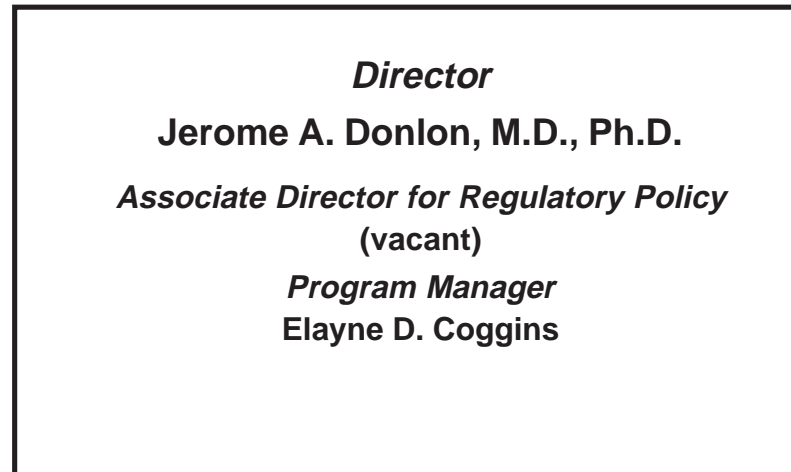 Director
Jerome A. Donlon, M.D., Ph.D.
Associate Director for Regulatory Policy
(vacant)
Program Manager
Elayne D. Coggins